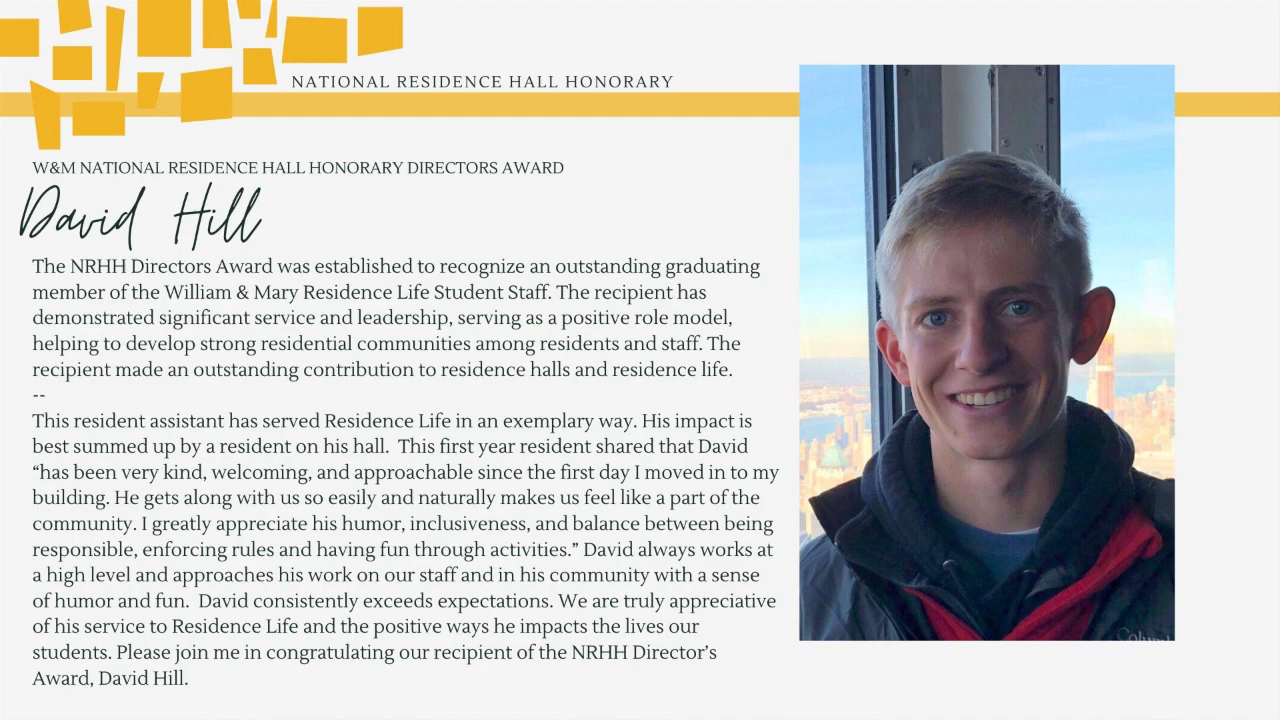 NATIONAL RESIDENCE HALL HONORARY
W&M NATIONAL RESIDENCE HALL HONORARY DIRECTORS AWARD
David Hill
The NRHH Directors Award was established to recognize an outstanding graduating
member of the William & Mary Residence Life Student Staff. The recipient has
demonstrated significant service and leadership, serving as a positive role model,
helping to develop strong residential communities among residents and staff. The
recipient made an outstanding contribution to residence halls and residence life.
--
This resident assistant has served Residence Life in an exemplary way. His impact is
best summed up by a resident on his hall.  This first year resident shared that David
“has been very kind, welcoming, and approachable since the first day I moved in to my
building. He gets along with us so easily and naturally makes us feel like a part of the
community. I greatly appreciate his humor, inclusiveness, and balance between being
responsible, enforcing rules and having fun through activities.” David always works at
a high level and approaches his work on our staff and in his community with a sense
of humor and fun.  David consistently exceeds expectations. We are truly appreciative
of his service to Residence Life and the positive ways he impacts the lives our
students. Please join me in congratulating our recipient of the NRHH Director’s
Award, David Hill.